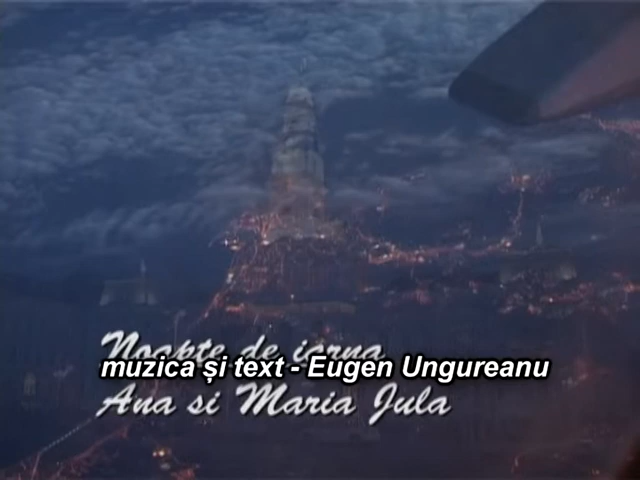 Noapte de iarna
muzica și text - Eugen Ungureanu
Ana si Maria Jula